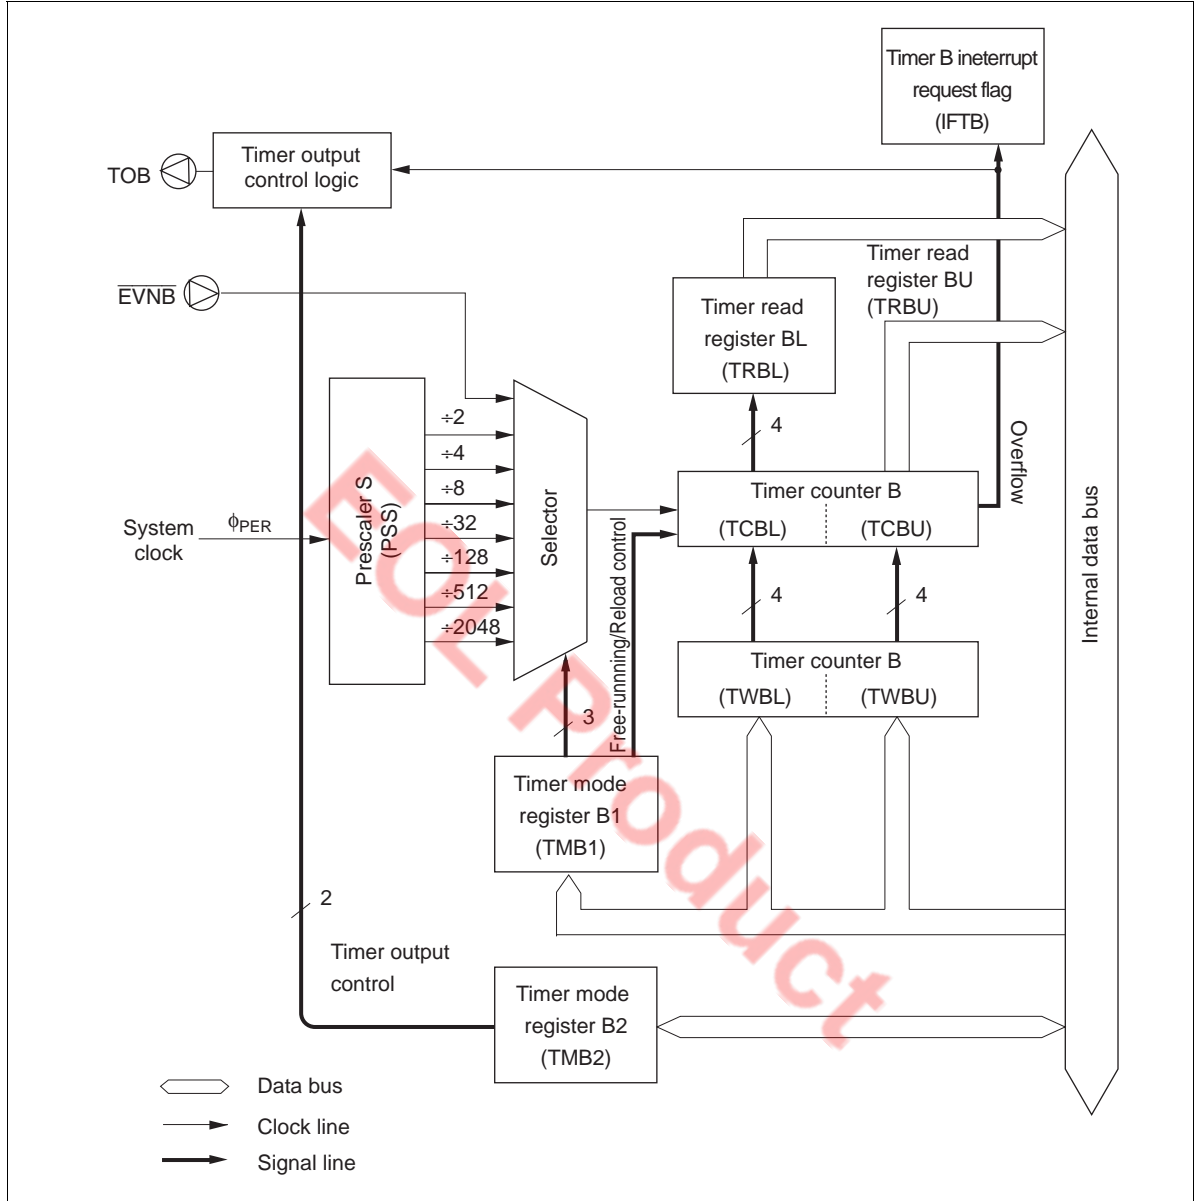 Timer B ineterrupt
request flag
(IFTB)
Timer output
control logic
TOB
EVNB
Timer read
register BU
(TRBU)
Timer read
register BL
(TRBL)
÷2
÷4
÷8
÷32
÷128
÷512
÷2048
4
Overflow
Timer counter B
(TCBL)
(TCBU)
System
clock
ϕPER
Prescaler S
(PSS)
Selector
Free-runnning/Reload control
Internal data bus
4
4
Timer counter B
(TWBL)
(TWBU)
3
Timer mode
register B1
(TMB1)
2
Timer output
control
Timer mode
register B2
(TMB2)
Data bus
Clock line
Signal line
EOL Product